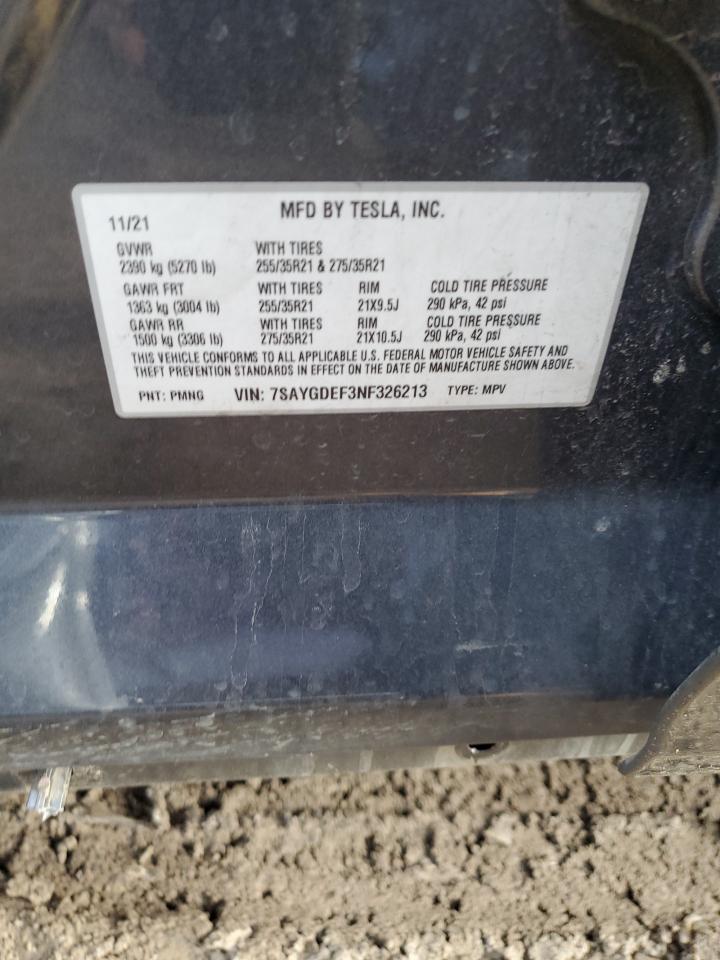 MFD BY TESLA, INC.
11/21
GVWR WITH TIRES
2390 kg (5270 lb) 255/35R21 & 275/35R21
GAWR FRT WITH TIRES RIM COLD TIRE PRESSURE
1363 kg (3004 lb) 255/35R21 21X9.5J 290 kPa, 42 psi
GAWR RR WITH TIRES RIM COLD TIRE PRESSURE
1500 kg (3306 lb) 275/35R21 21X10.5J 290 kPa, 42 psi
THIS VEHICLE CONFORMS TO ALL APPLICABLE U.S. FEDERAL MOTOR VEHICLE SAFETY AND
THEFT PREVENTION STANDARDS IN EFFECT ON THE DATE OF MANUFACTURE SHOWN ABOVE.
PNT: PMNG VIN: 7SAYGDEF3NF326213 TYPE: MPV